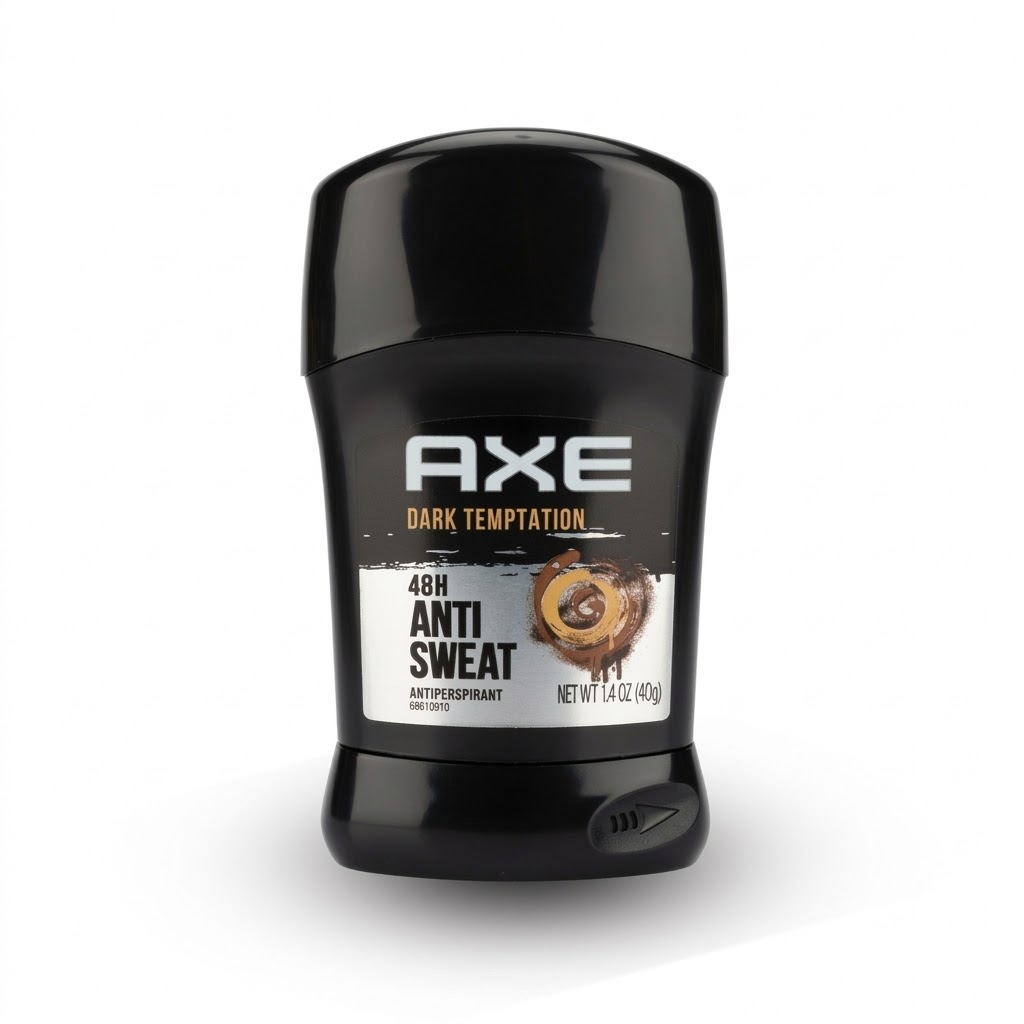 AXE
DARK TEMPTATION
48H
ANTI
SWEAT
ANTIPERSPIRANT
68610910
NET WT 1.4 OZ (40g)